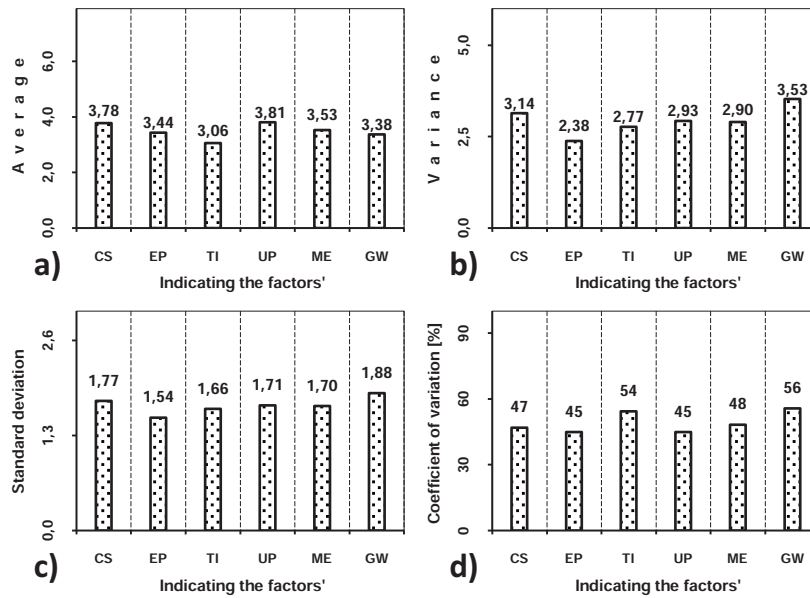 Average
6,0
4,0
2,0
0,0
3,78
3,44
3,06
3,81
3,53
3,38
CS EP TI UP ME GW
a)
Indicating the factors'
Variance
5,0
2,5
0,0
3,14
2,38
2,77
2,93
2,90
3,53
CS EP TI UP ME GW
b)
Indicating the factors'
Standard deviation
2,6
1,3
0,0
1,77
1,54
1,66
1,71
1,70
1,88
CS EP TI UP ME GW
c)
Indicating the factors'
Coefficient of variation [%]
90
60
30
0
47
45
54
45
48
56
CS EP TI UP ME GW
d)
Indicating the factors'